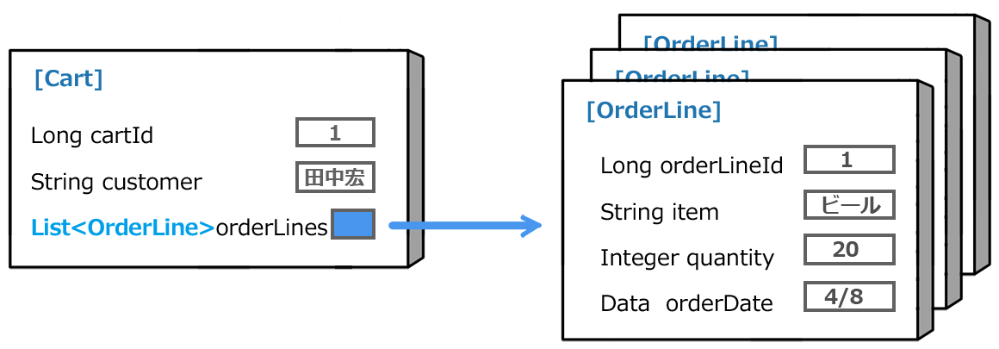 [Cart]
Long cartId 1
String customer 田中宏
List<OrderLine>orderLines
[OrderLine]
[OrderLine]
[OrderLine]
Long orderLineId 1
String item ビール
Integer quantity 20
Data orderDate 4/8